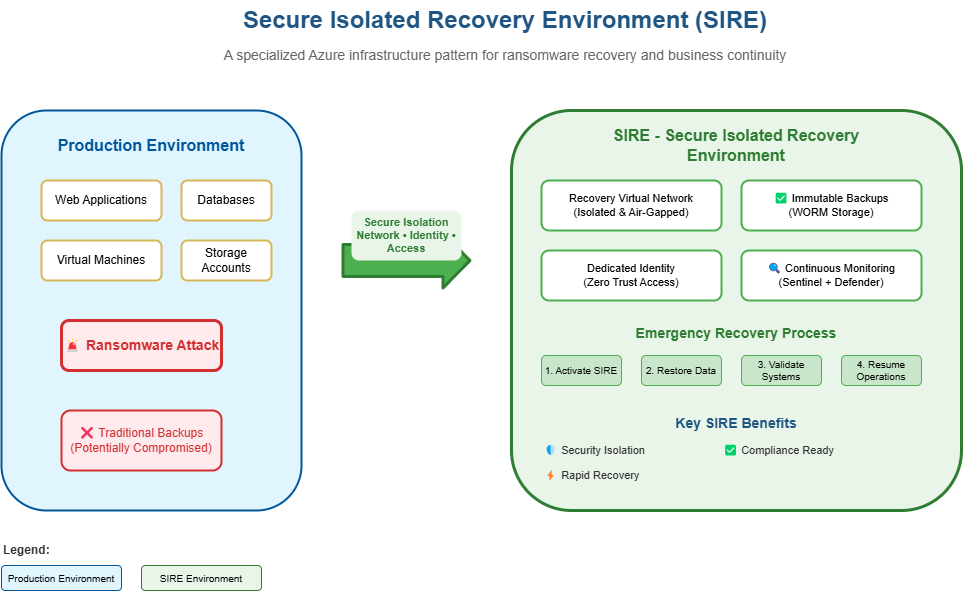 Secure Isolated Recovery Environment (SIRE)
A specialized Azure infrastructure pattern for ransomware recovery and business continuity
Production Environment
Web Applications
Databases
Virtual Machines
Storage
Accounts
Ransomware Attack
Traditional Backups
(Potentially Compromised)
Secure Isolation
Network • Identity •
Access
SIRE - Secure Isolated Recovery
Environment
Recovery Virtual Network
(Isolated & Air-Gapped)
Immutable Backups
(WORM Storage)
Dedicated Identity
(Zero Trust Access)
Continuous Monitoring
(Sentinel + Defender)
Emergency Recovery Process
1. Activate SIRE
2. Restore Data
3. Validate
Systems
4. Resume
Operations
Key SIRE Benefits
Security Isolation
Compliance Ready
Rapid Recovery
Legend:
Production Environment
SIRE Environment